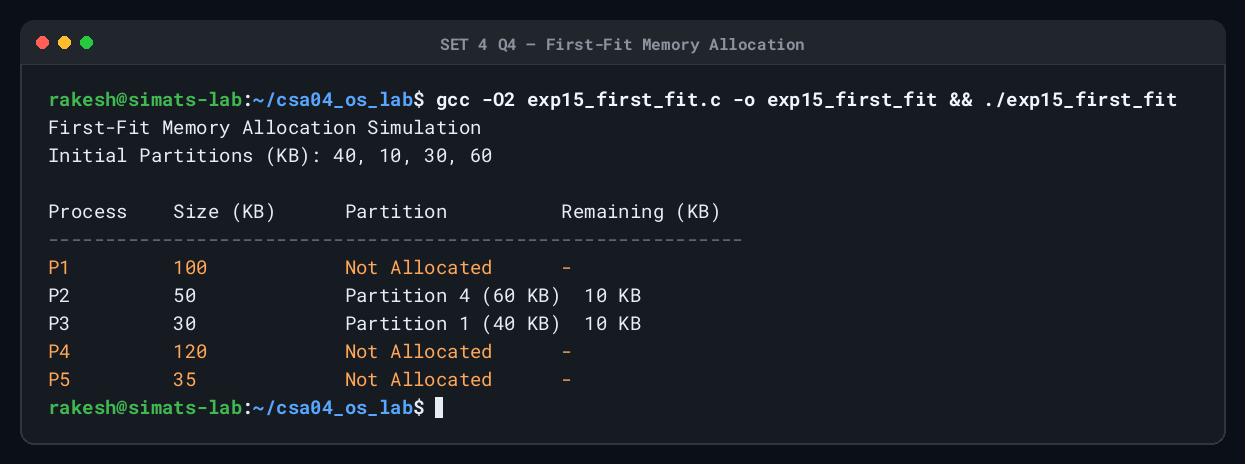 SET 4 Q4 — First-Fit Memory Allocation
rakesh@simats-lab:~/csa04_os_lab$ gcc -O2 exp15_first_fit.c -o exp15_first_fit && ./exp15_first_fit
First-Fit Memory Allocation Simulation
Initial Partitions (KB): 40, 10, 30, 60
Process    Size (KB)      Partition          Remaining (KB)
-------------------------------------------------------------
P1         100            Not Allocated      -
P2         50             Partition 4 (60 KB)  10 KB
P3         30             Partition 1 (40 KB)  10 KB
P4         120            Not Allocated      -
P5         35             Not Allocated      -
rakesh@simats-lab:~/csa04_os_lab$